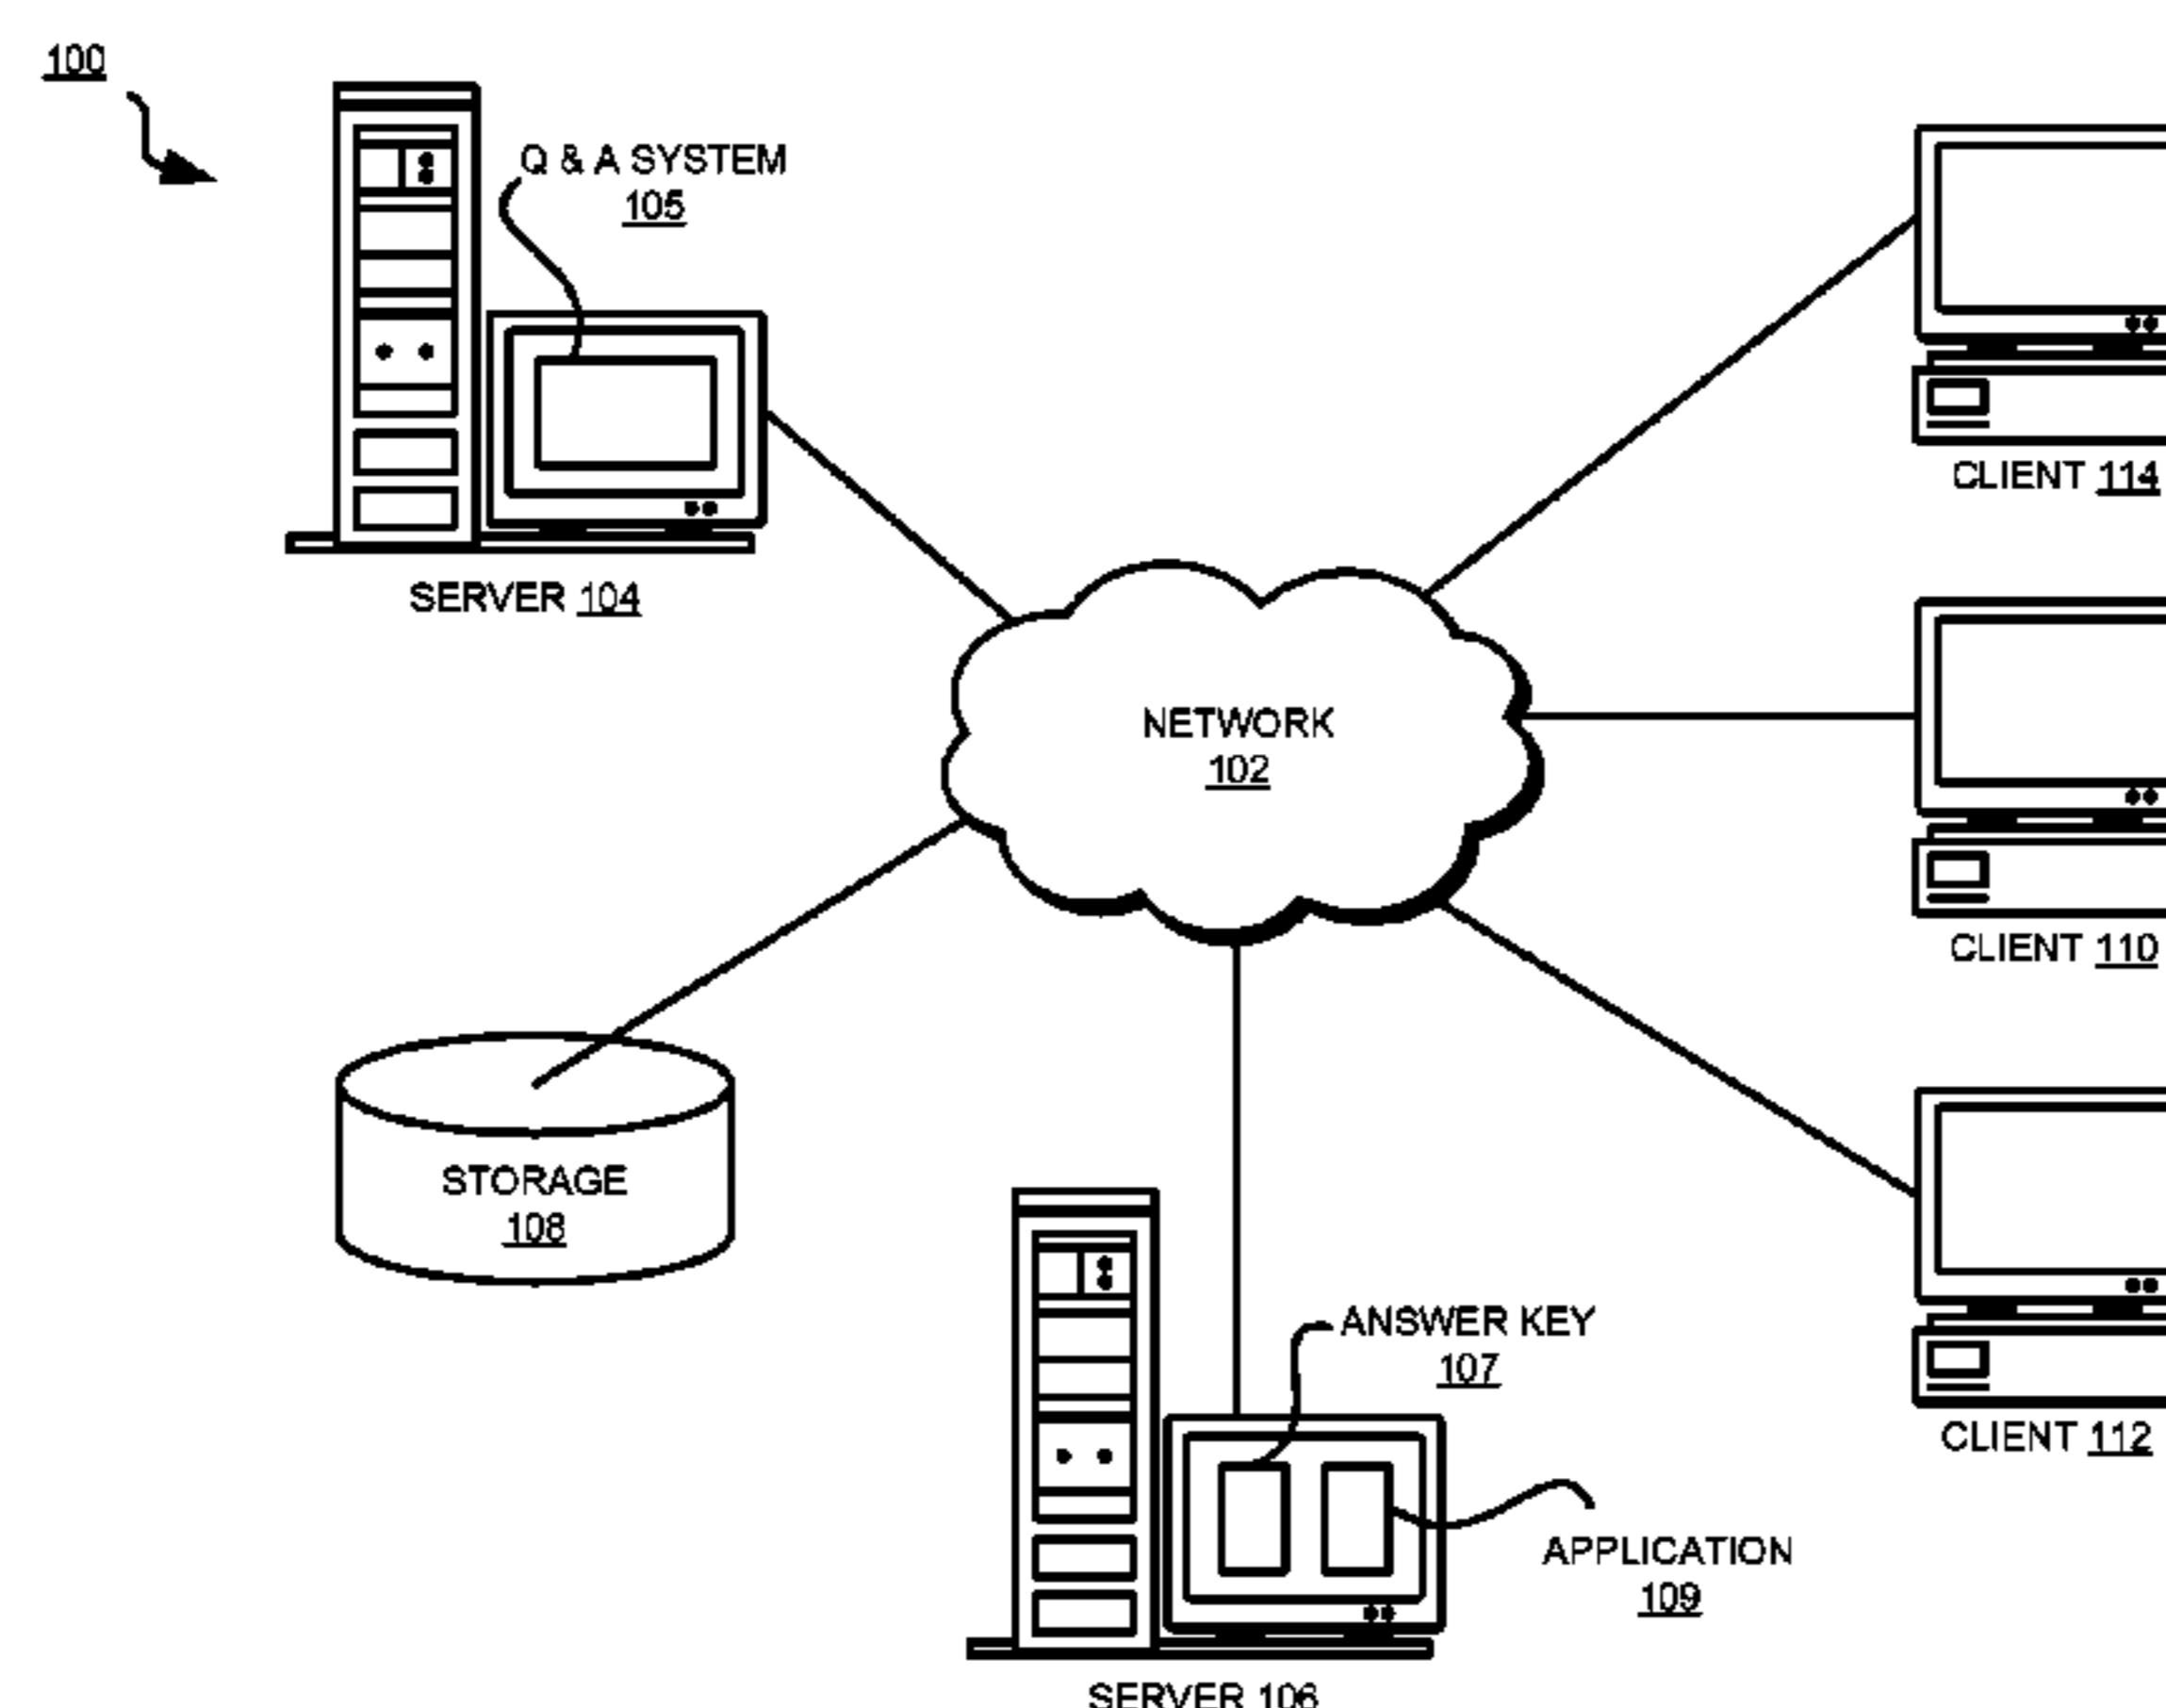 100
Q & A SYSTEM
105
SERVER 104
CLIENT 114
NETWORK
102
CLIENT 110
STORAGE
108
ANSWER KEY
107
CLIENT 112
APPLICATION
109
SERVER 106